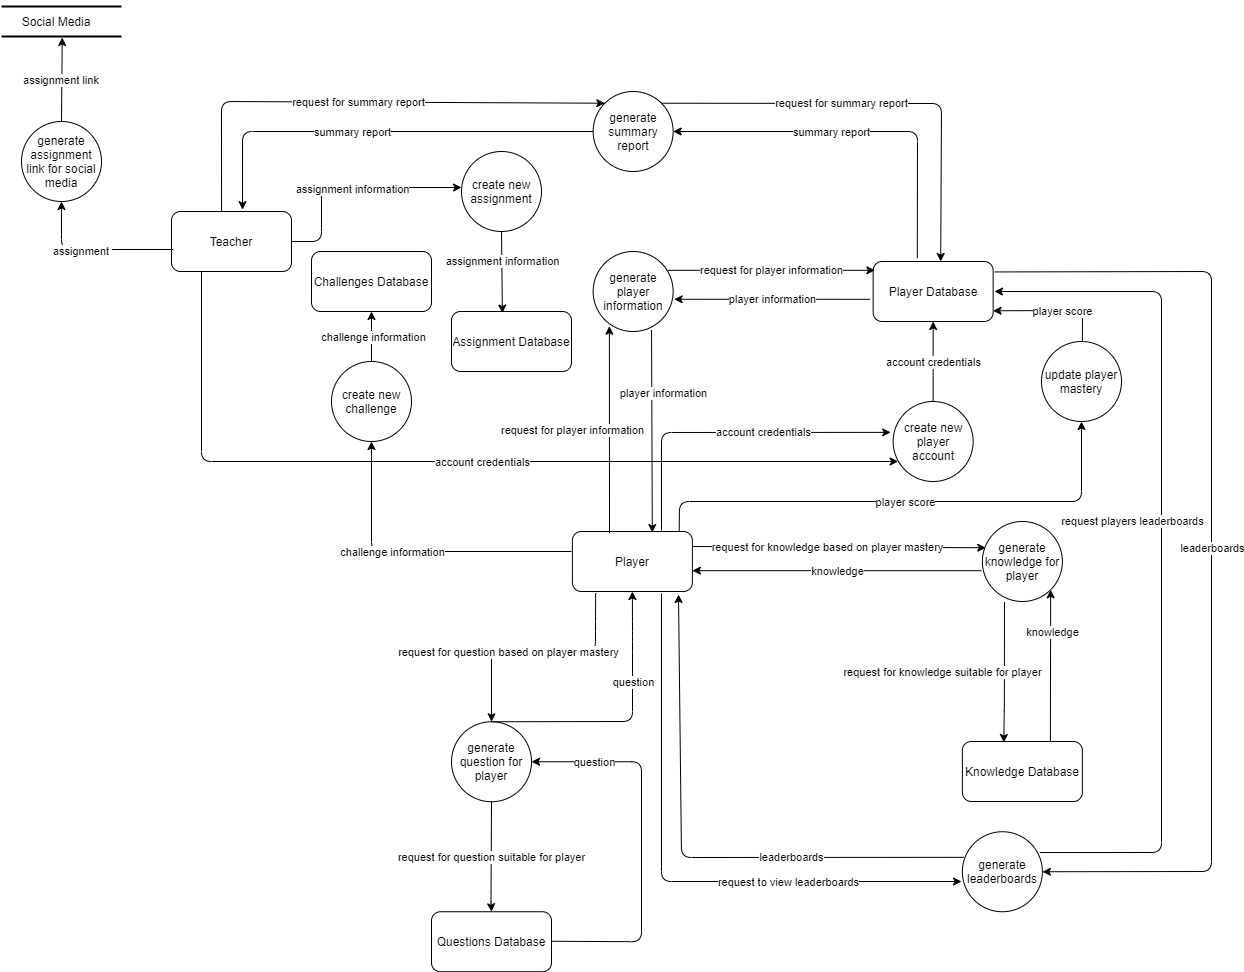 Social Media
assignment link
request for summary report
generate
summary
report
request for summary report
generate
assignment
link for social
media
summary report
summary report
assignment information
create new
assignment
Teacher
assignment
assignment information
Challenges Database
generate
player
information
request for player information
Player Database
player information
player score
challenge information
Assignment Database
account credentials
update player
mastery
create new
challenge
player information
request for player information
account credentials
create new
player
account
account credentials
player score
request players leaderboards
challenge information
Player
request for knowledge based on player mastery
generate
knowledge for
player
leaderboards
knowledge
knowledge
request for question based on player mastery
request for knowledge suitable for player
question
generate
question for
player
question
Knowledge Database
request for question suitable for player
leaderboards
generate
leaderboards
request to view leaderboards
Questions Database